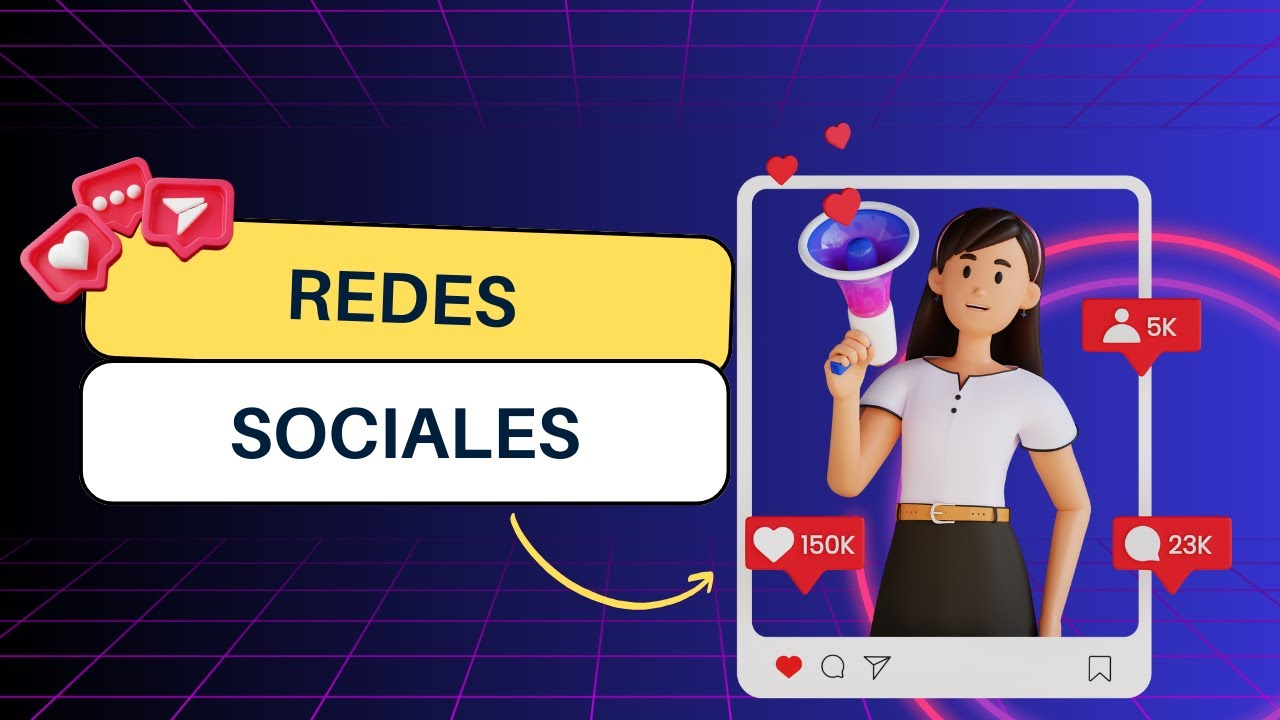 REDES
SOCIALES
5K
150K
23K